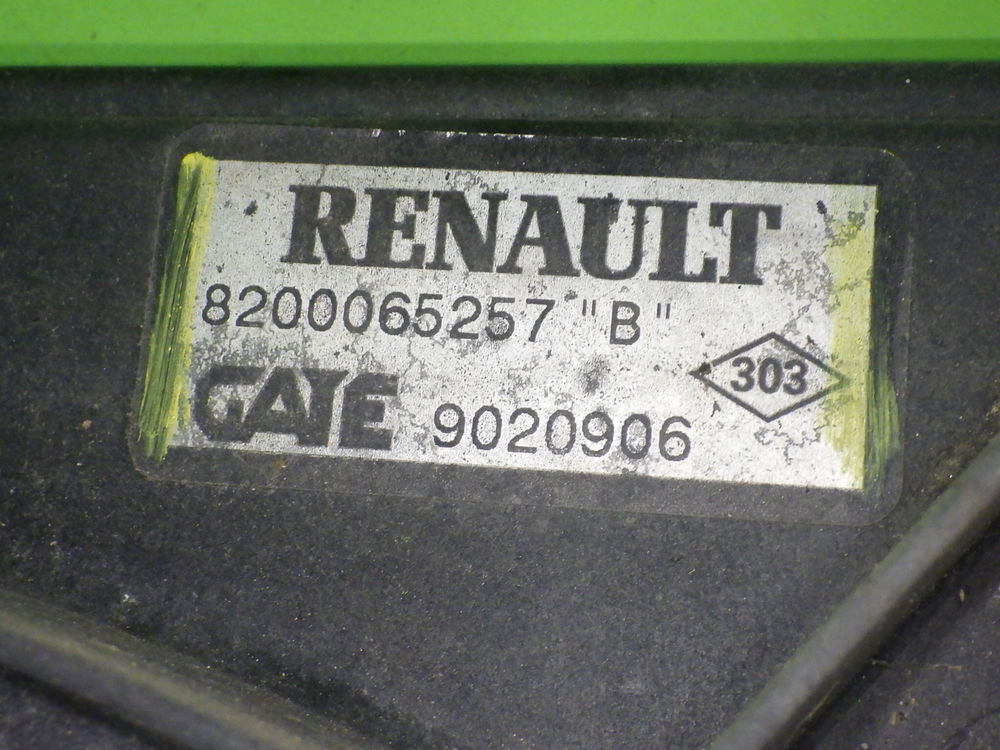 RENAULT
8200065257 "B"
303
GATE 9020906